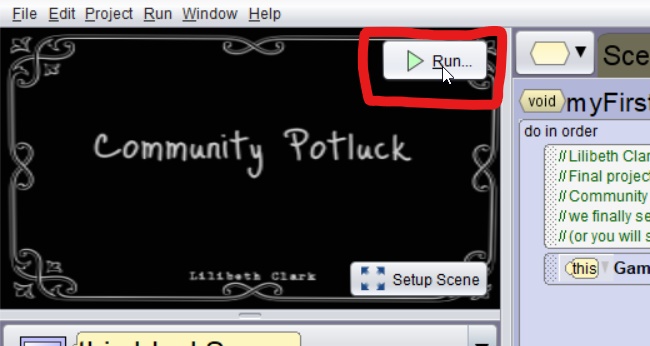 File Edit Project Run Window Help
Run...
Community Potluck
Lilibeth Clark
Setup Scene
Sce
void myFirst
do in order
//Lilibeth Clar
//Final project
//Community
//we finally se
//(or you will s
this Gam